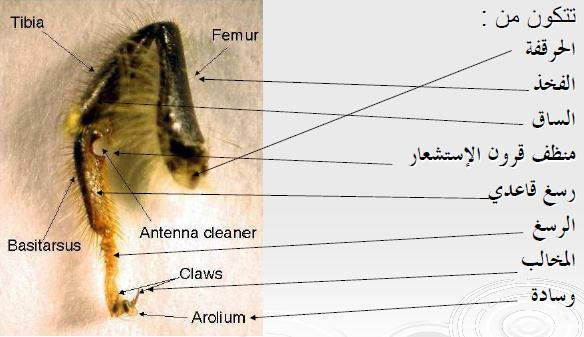 تتكون من :
الحرقفة
الفخذ
الساق
منظف قرون الإستشعار
رسغ قاعدي
الرسغ
المخالب
وسادة
Tibia
Femur
Antenna cleaner
Basitarsus
Claws
Arolium